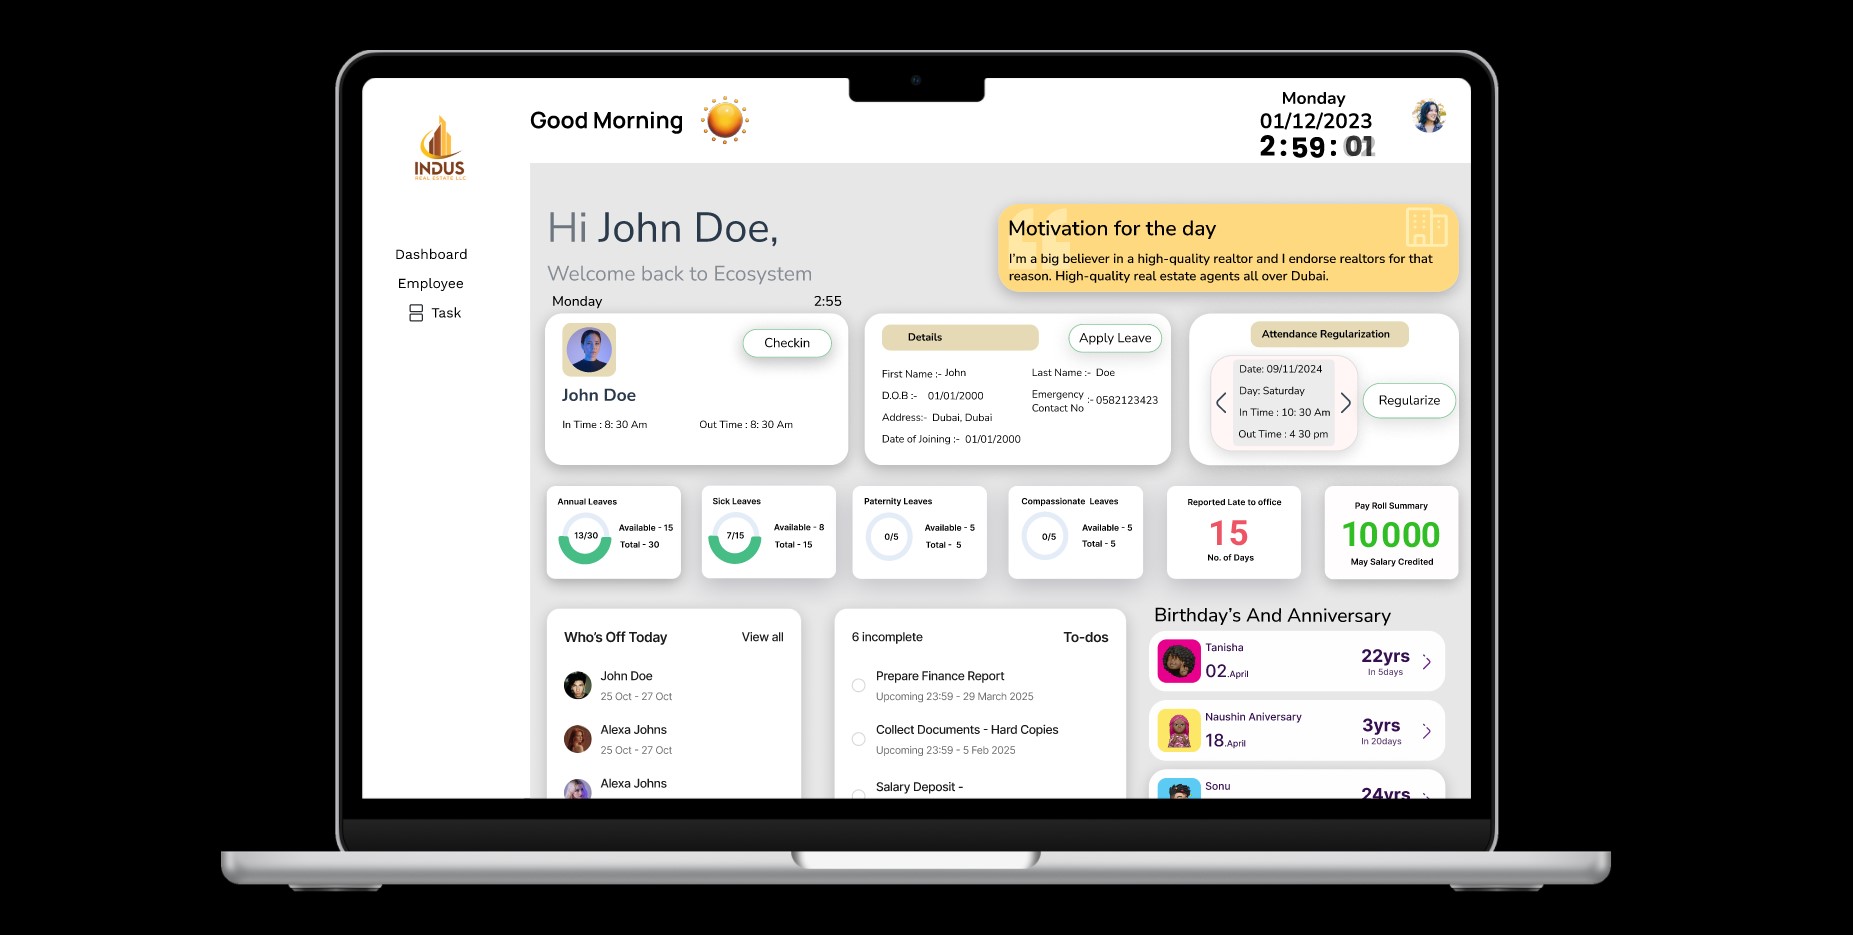 INDUS
REAL ESTATE LLC
Good Morning
Monday
01/12/2023
2:59:
Dashboard
Employee
Task
Hi John Doe,
Welcome back to Ecosystem
Motivation for the day
I'm a big believer in a high-quality realtor and I endorse realtors for that
reason. High-quality real estate agents all over Dubai.
Monday 2:55
Checkin
John Doe
In Time : 8: 30 Am Out Time : 8: 30 Am
Details
Apply Leave
First Name :- John Last Name :- Doe
D.O.B :- 01/01/2000
Emergency
Contact No :- 0582123423
Address:- Dubai, Dubai
Date of Joining :- 01/01/2000
Attendance Regularization
Date: 09/11/2024
Day: Saturday
In Time : 10: 30 Am
Out Time : 4 30 pm
Regularize
Annual Leaves
13/30
Available - 15
Total - 30
Sick Leaves
7/15
Available - 8
Total - 15
Paternity Leaves
0/5
Available - 5
Total - 5
Compassionate Leaves
0/5
Available - 5
Total - 5
Reported Late to office
15
No. of Days
Pay Roll Summary
10000
May Salary Credited
Who's Off Today View all
John Doe
25 Oct - 27 Oct
Alexa Johns
25 Oct - 27 Oct
Alexa Johns
6 incomplete To-dos
Prepare Finance Report
Upcoming 23:59 - 29 March 2025
Collect Documents - Hard Copies
Upcoming 23:59 - 5 Feb 2025
Salary Deposit -
Birthday's And Anniversary
Tanisha
02.April
22yrs
In 5days
Naushin Aniversary
18.April
3yrs
In 20days
Sonu
24yrs